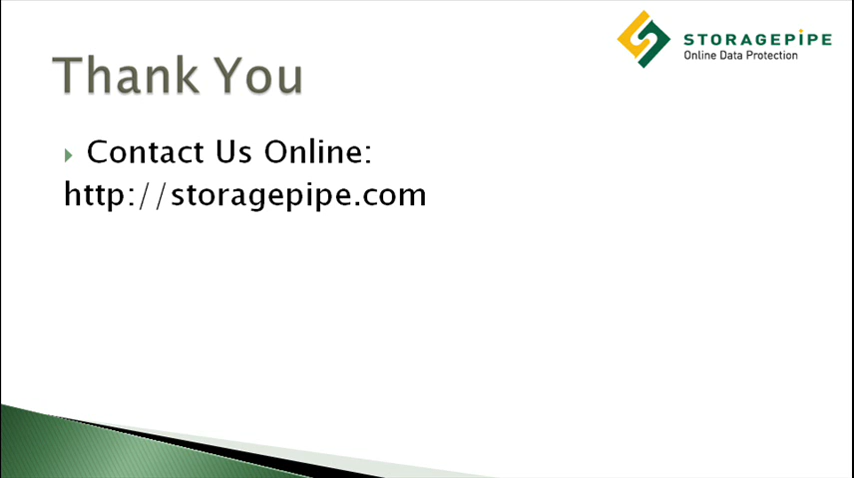 STORAGEPIPE
Online Data Protection
Thank You
Contact Us Online:
http://storagepipe.com